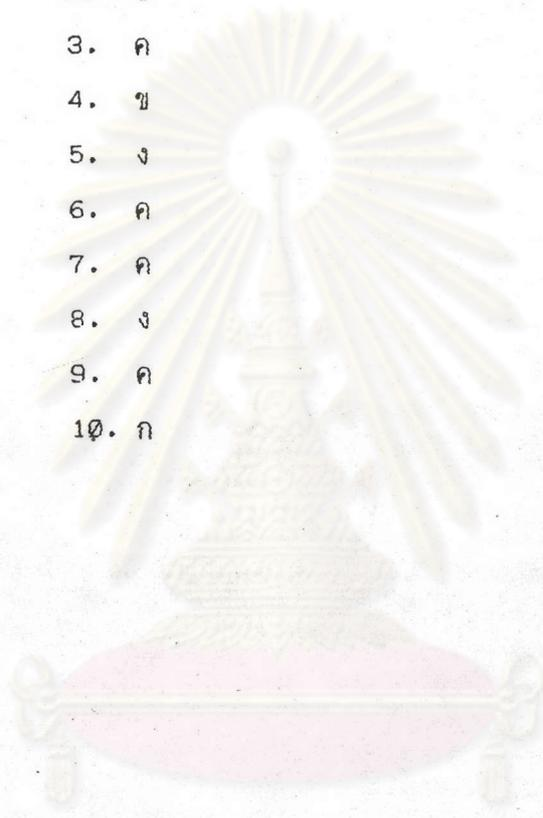 3. ค
4. ข
5. ง
6. ค
7. ค
8. ง
9. ค
10. ก